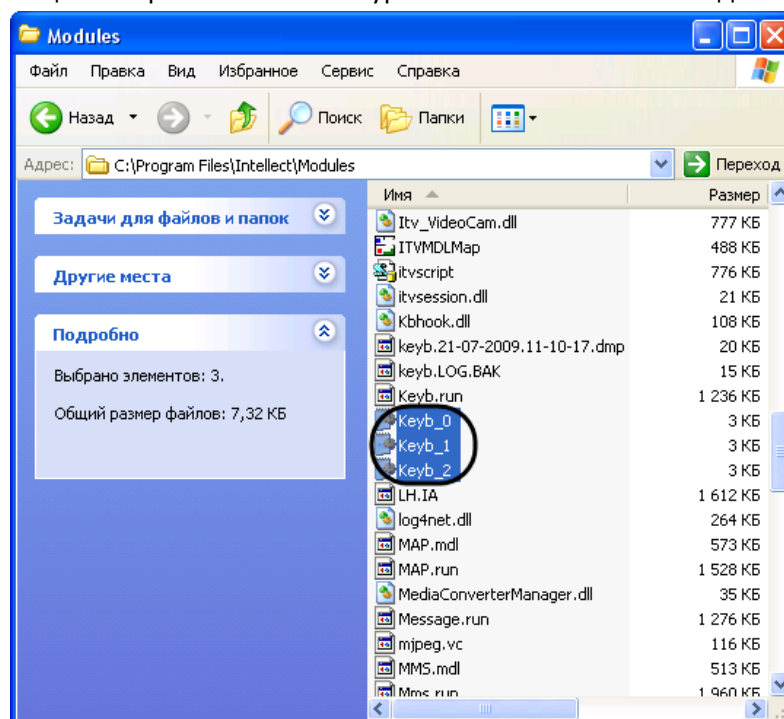 Modules
Файл Правка Вид Избранное Сервис Справка
Назад Поиск Папки
Адрес: C:\Program Files\Intellect\Modules Переход
Имя Размер
Задачи для файлов и папок
Другие места
Подробно
Выбрано элементов: 3.
Общий размер файлов: 7,32 КБ
Itv_VideoCam.dll 777 КБ
ITVMDLMap 488 КБ
itvscript 776 КБ
itvsession.dll 21 КБ
Kbhook.dll 108 КБ
keyb.21-07-2009.11-10-17.dmp 20 КБ
keyb.LOG.BAK 15 КБ
Keyb.run 1 236 КБ
Keyb_0 3 КБ
Keyb_1 3 КБ
Keyb_2 3 КБ
LH.IA 1 612 КБ
log4net.dll 264 КБ
MAP.mdl 573 КБ
MAP.run 1 528 КБ
MediaConverterManager.dll 35 КБ
Message.run 1 276 КБ
mjpeg.vc 116 КБ
MMS.mdl 513 КБ
Mms.run 1 960 КБ